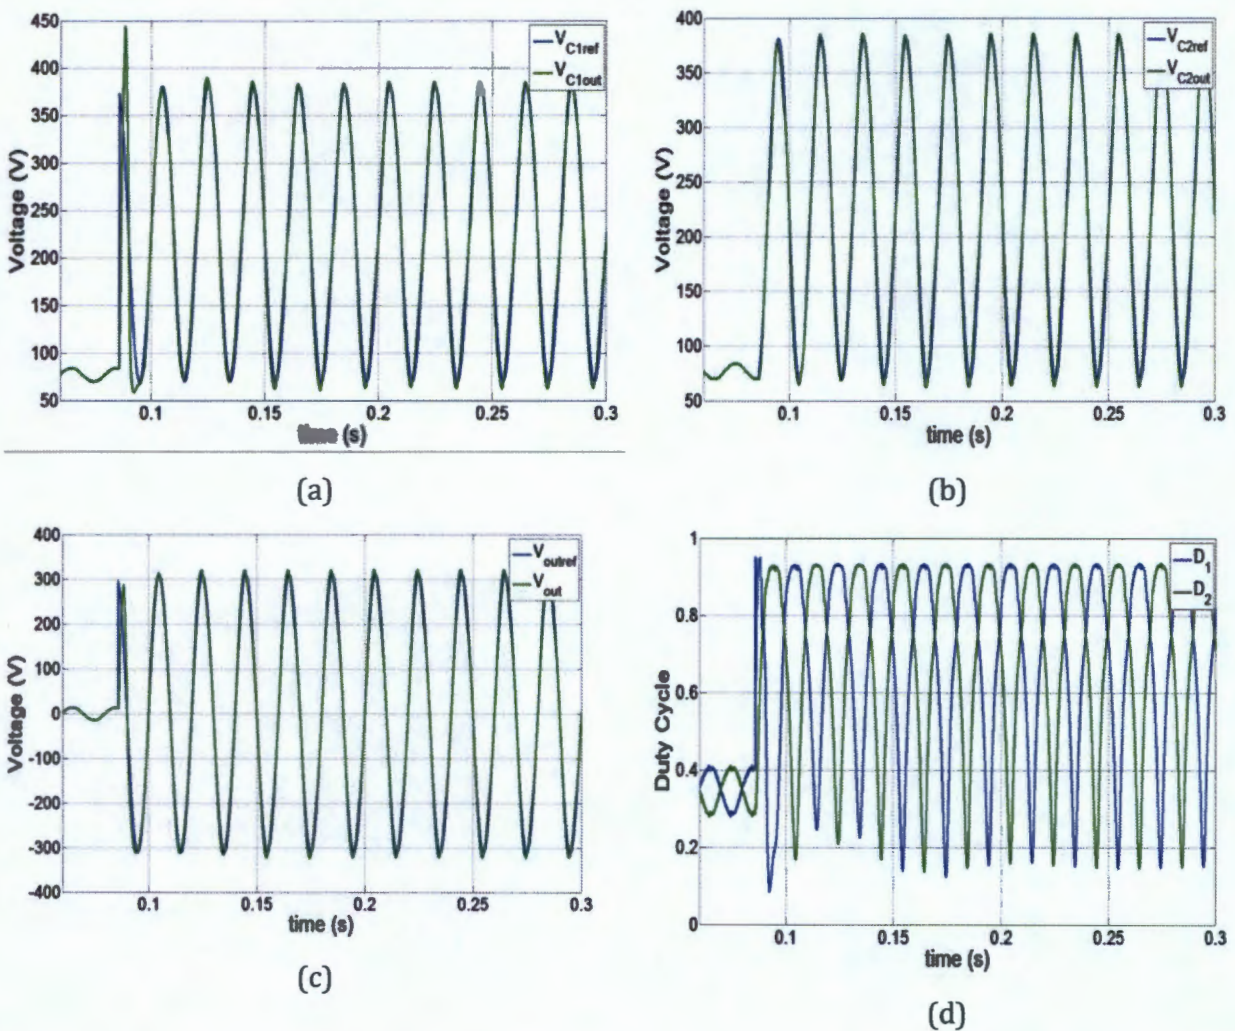 450
400
350
300
250
200
150
100
50
Voltage (V)
V_C1ref
V_C1out
0.1 0.15 0.2 0.25 0.3
time (s)
(a)
400
350
300
250
200
150
100
50
Voltage (V)
V_C2ref
V_C2out
0.1 0.15 0.2 0.25 0.3
time (s)
(b)
400
300
200
100
0
-100
-200
-300
-400
Voltage (V)
V_outref
V_out
0.1 0.15 0.2 0.25 0.3
time (s)
(c)
1
0.8
0.6
0.4
0.2
0
Duty Cycle
D_1
D_2
0.1 0.15 0.2 0.25 0.3
time (s)
(d)